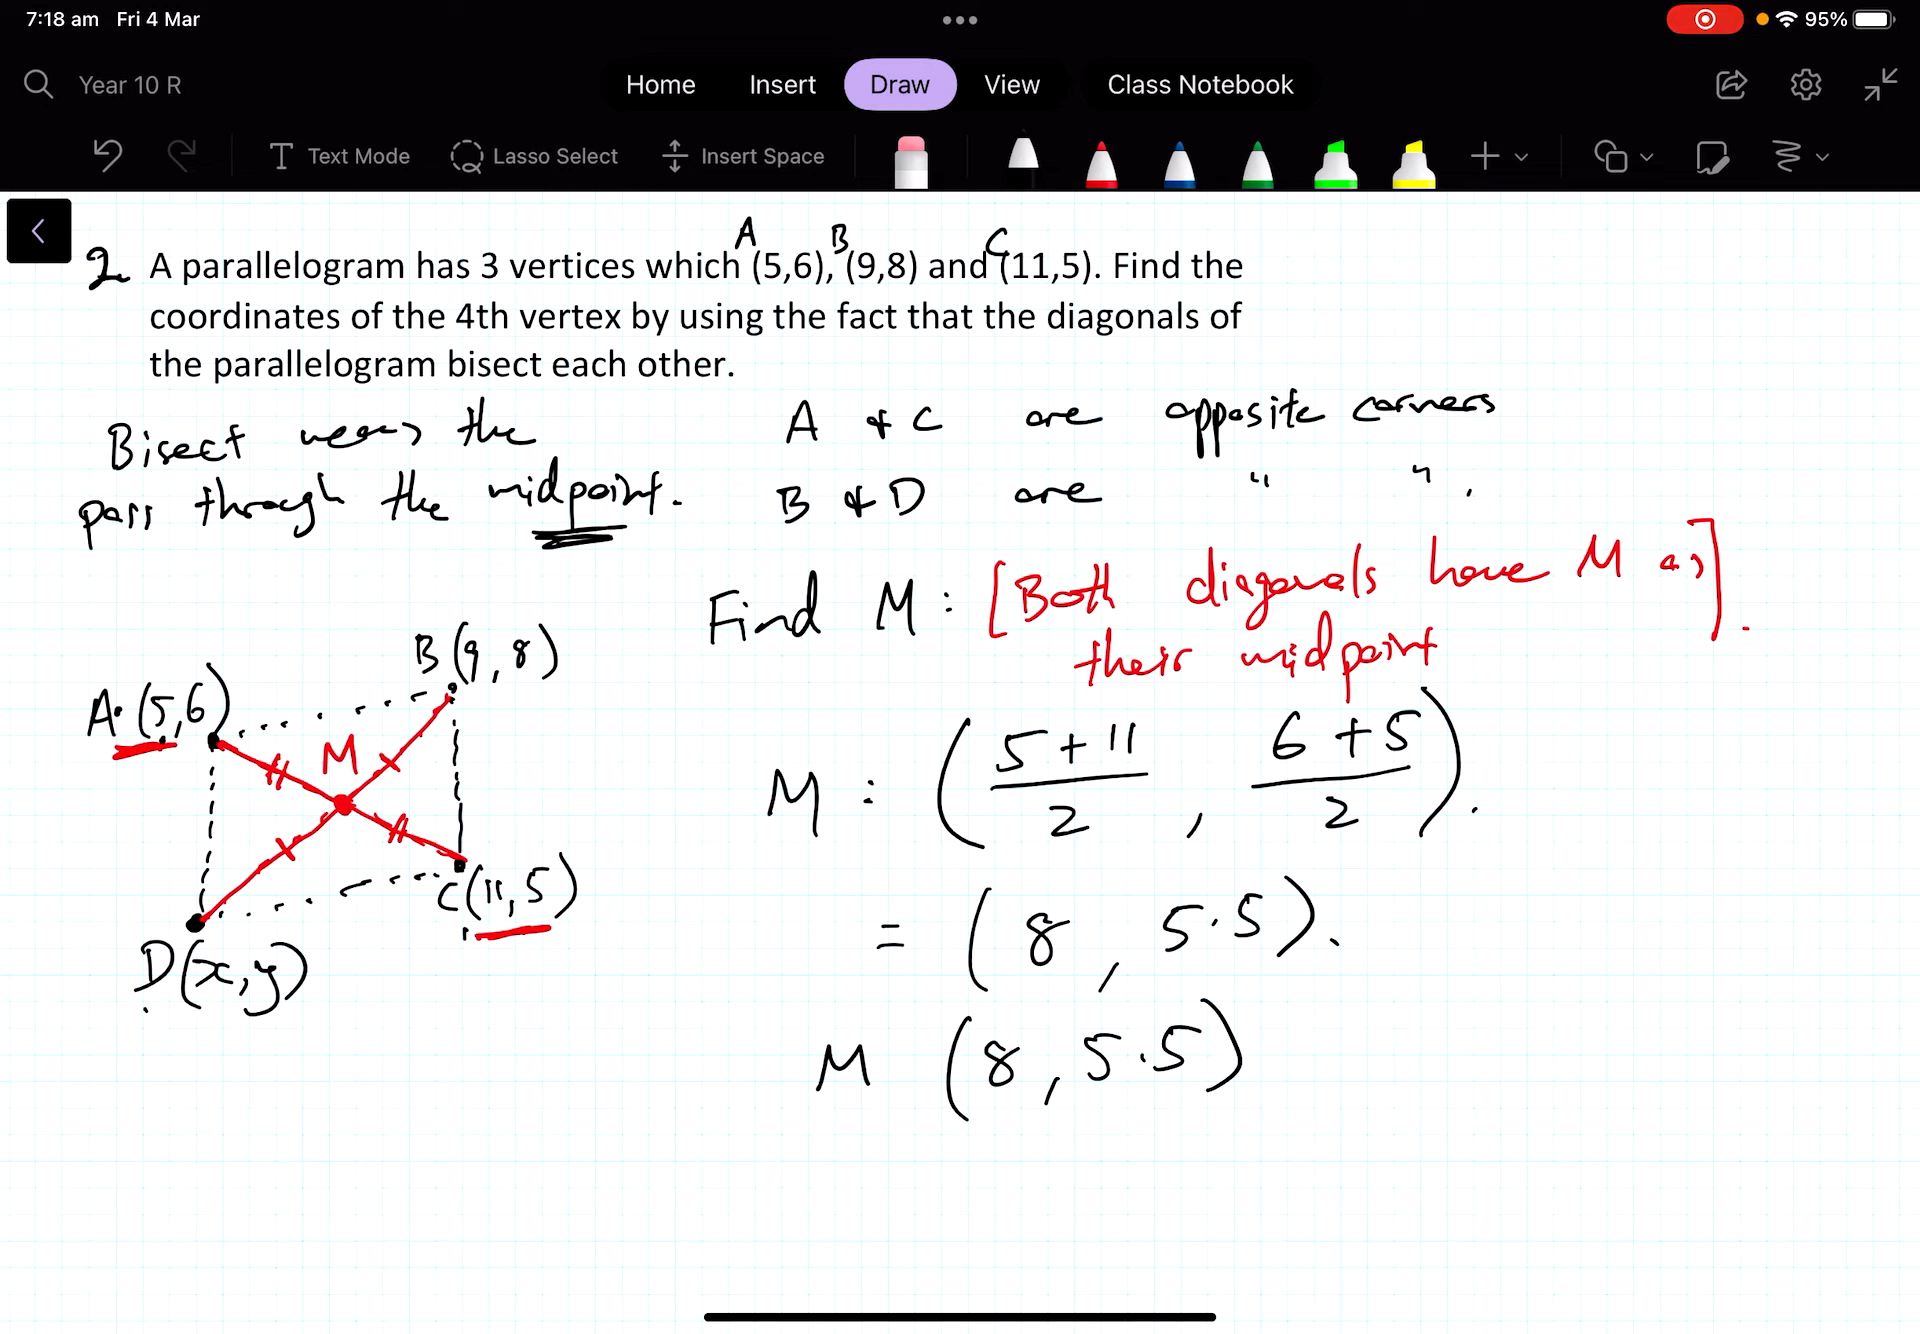 7:18 am Fri 4 Mar
95%
Year 10 R
Home Insert Draw View Class Notebook
Text Mode Lasso Select Insert Space
A B C
2 A parallelogram has 3 vertices which (5,6), (9,8) and (11,5). Find the
coordinates of the 4th vertex by using the fact that the diagonals of
the parallelogram bisect each other.
Bisect means the
pass through the midpoint.
A & C are opposite corners
B & D are " " .
Find M: [Both diagonals have M as]
their midpoint
B (9, 8)
A (5,6)
M
C (11, 5)
D (x, y)
M : ( 5+11 / 2 , 6+5 / 2 ).
= ( 8 , 5.5 ).
M ( 8 , 5.5 )